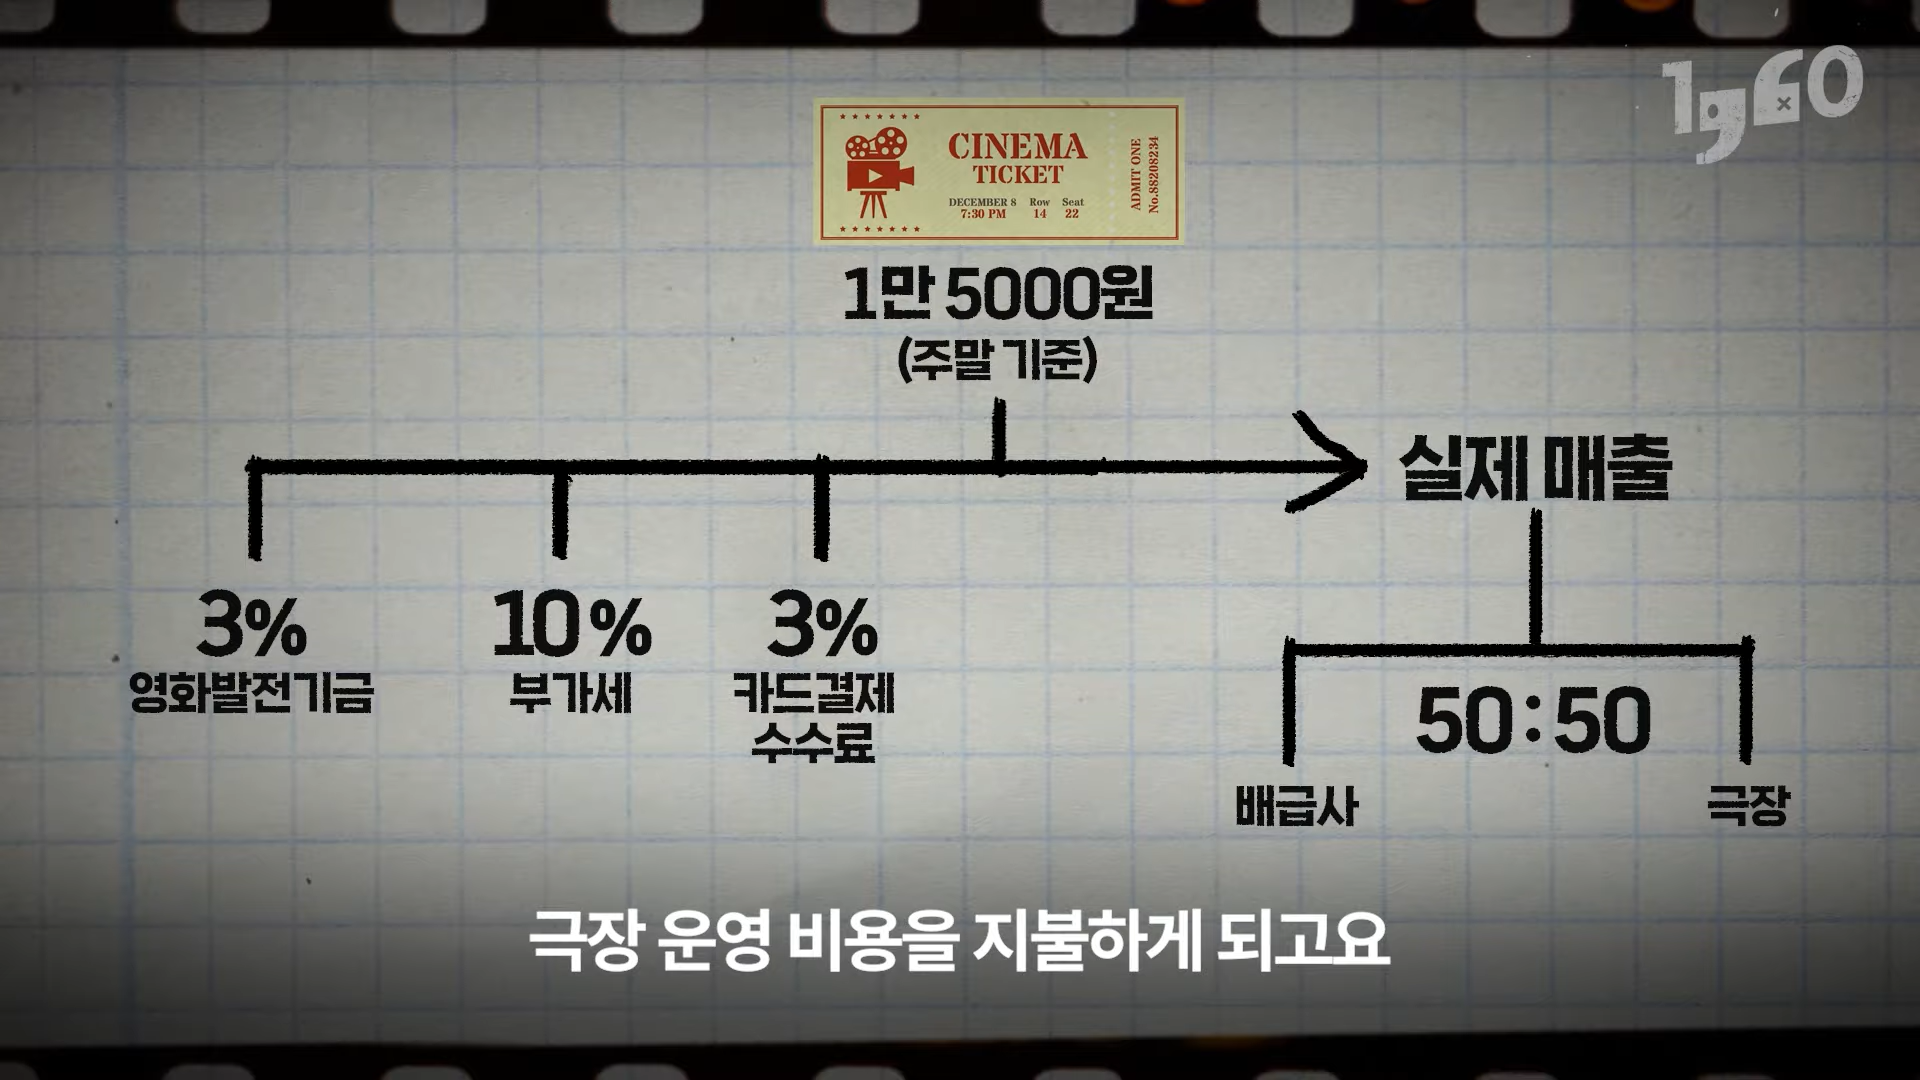 1960
CINEMA
TICKET
DECEMBER 8 Row Seat
7:30 PM 14 22
ADMIT ONE
No.88208234
1만 5000원
(주말 기준)
실제 매출
3% 10% 3%
영화발전기금 부가세 카드결제
수수료
50:50
배급사 극장
극장 운영 비용을 지불하게 되고요